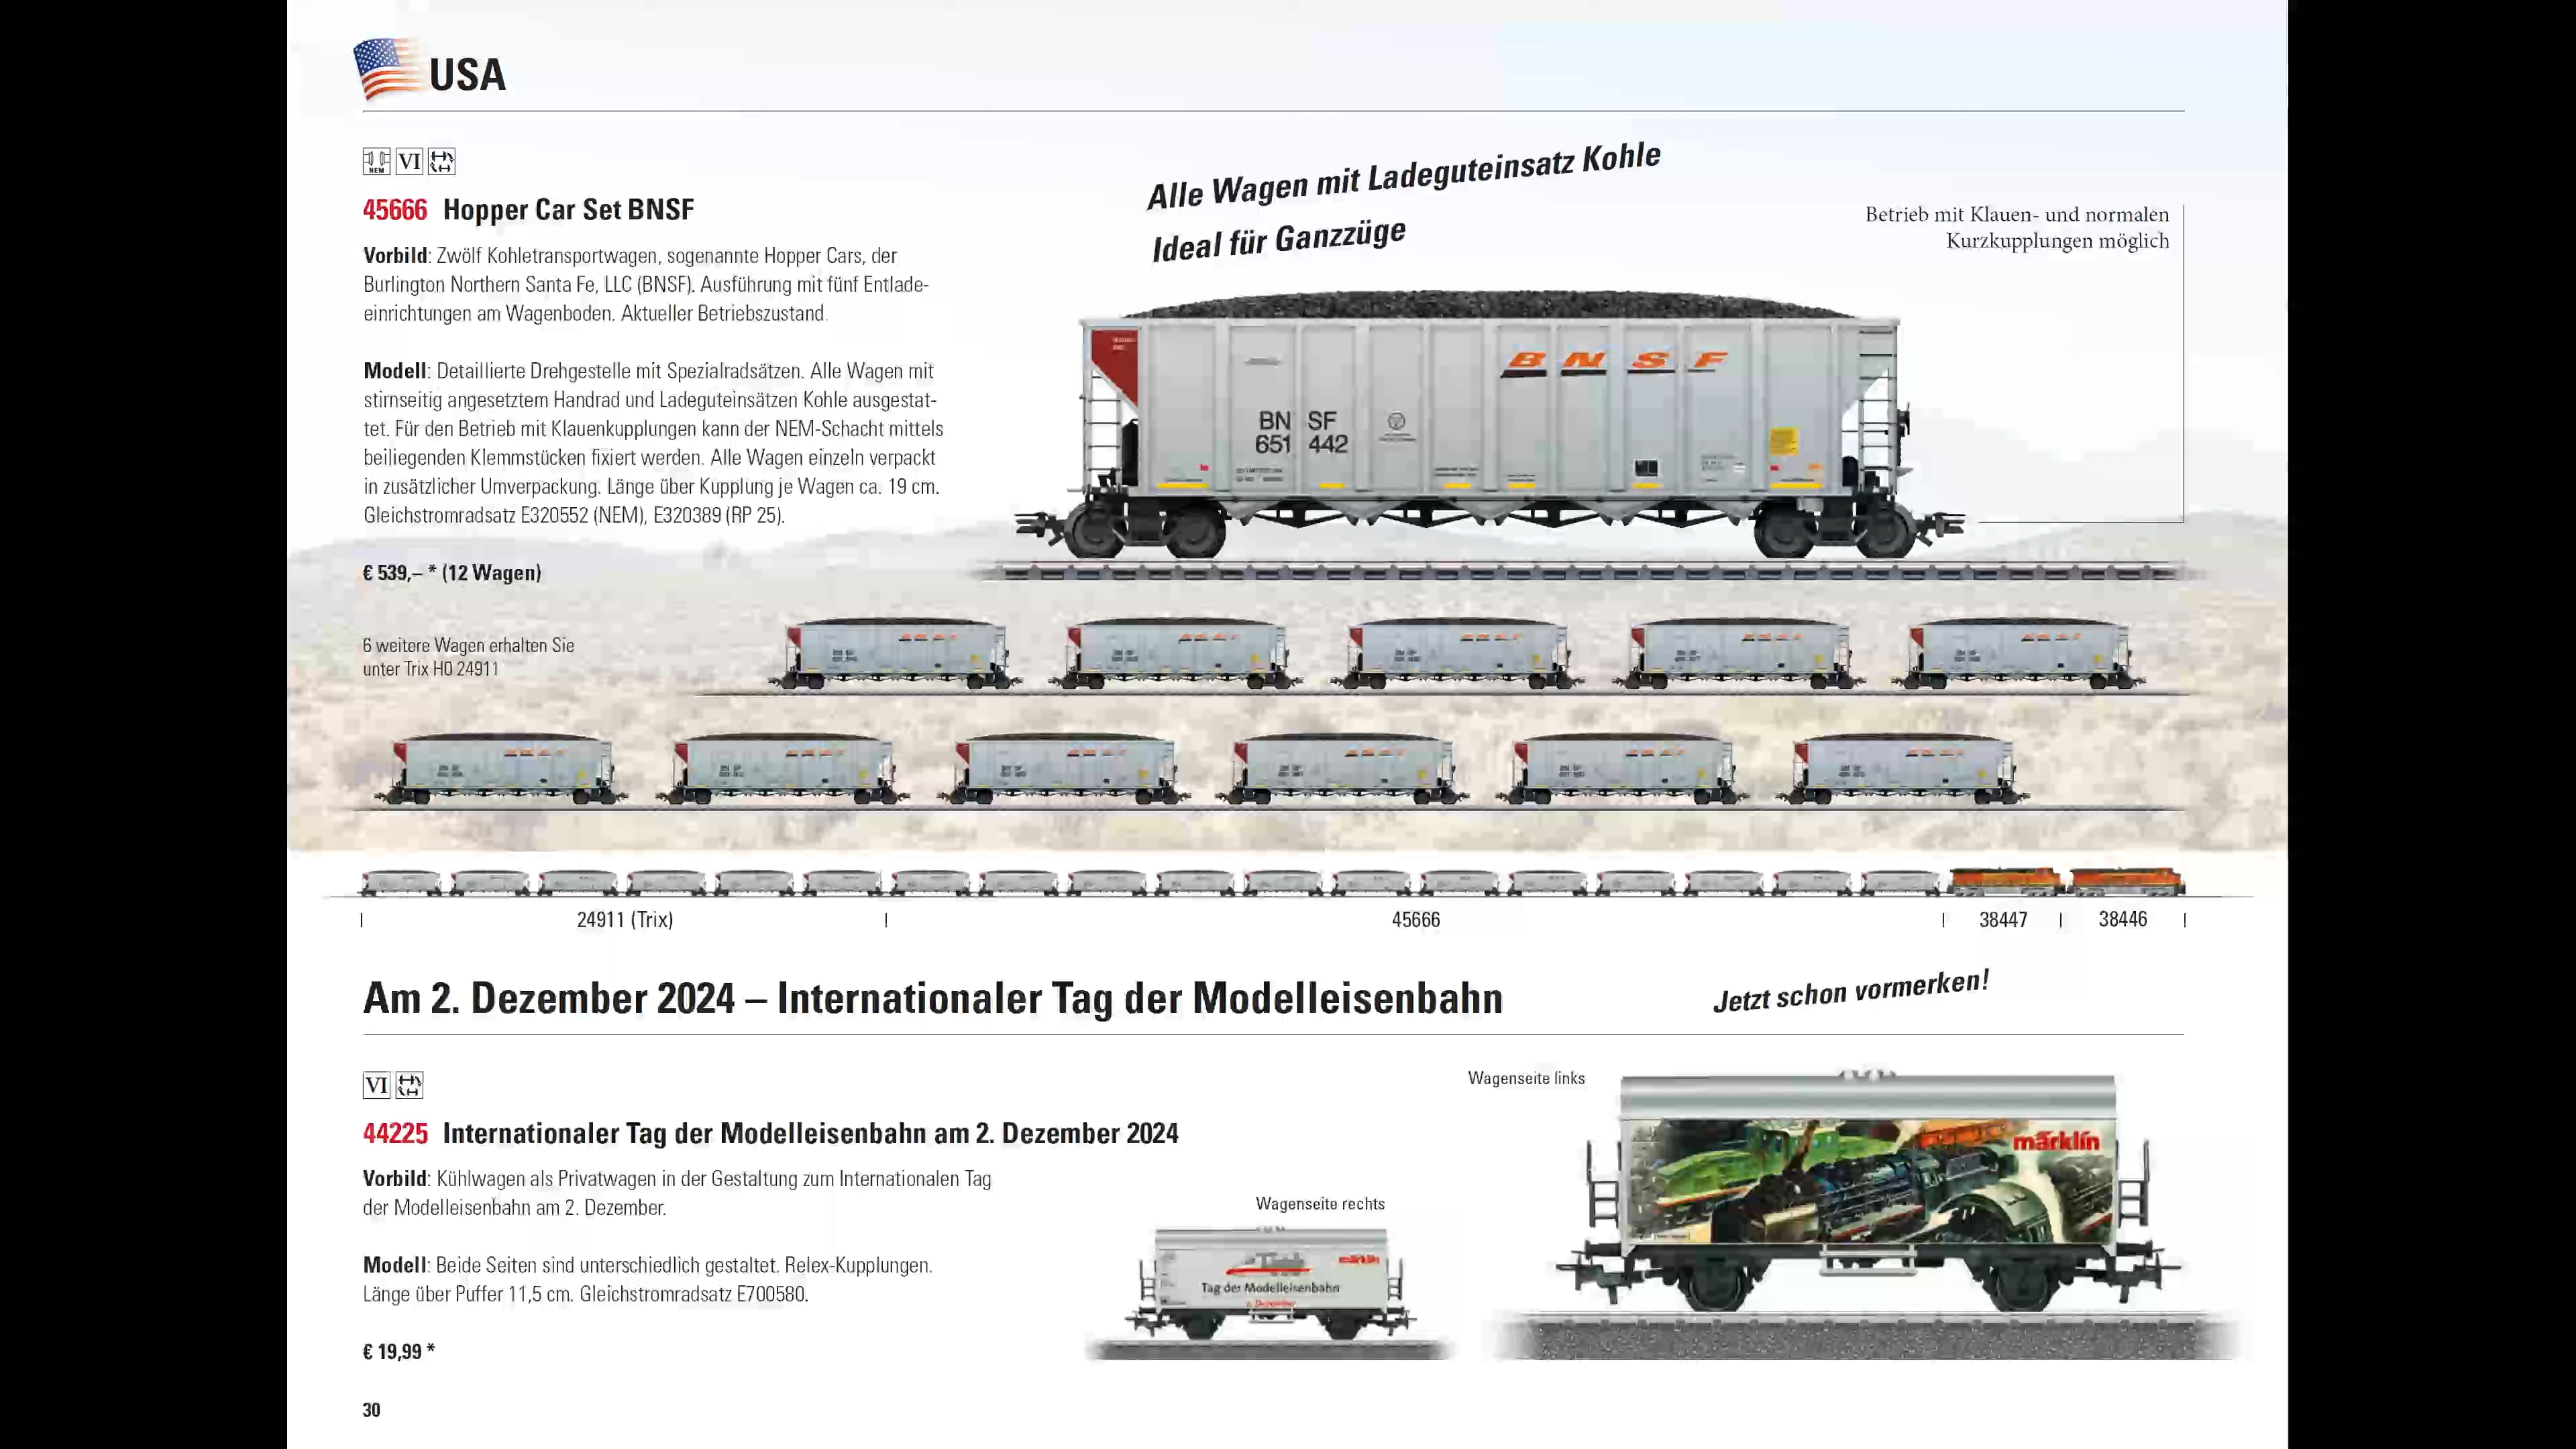 USA
NEM VI
45666 Hopper Car Set BNSF
Vorbild: Zwölf Kohletransportwagen, sogenannte Hopper Cars, der
Burlington Northern Santa Fe, LLC (BNSF). Ausführung mit fünf Entlade-
einrichtungen am Wagenboden. Aktueller Betriebszustand.
Modell: Detaillierte Drehgestelle mit Spezialradsätzen. Alle Wagen mit
stirnseitig angesetztem Handrad und Ladeguteinsätzen Kohle ausgestat-
tet. Für den Betrieb mit Klauenkupplungen kann der NEM-Schacht mittels
beiliegenden Klemmstücken fixiert werden. Alle Wagen einzeln verpackt
in zusätzlicher Umverpackung. Länge über Kupplung je Wagen ca. 19 cm.
Gleichstromradsatz E320552 (NEM), E320389 (RP 25).
€ 539,– * (12 Wagen)
6 weitere Wagen erhalten Sie
unter Trix H0 24911
Alle Wagen mit Ladeguteinsatz Kohle
Ideal für Ganzzüge
Betrieb mit Klauen- und normalen
Kurzkupplungen möglich
BNSF
BN SF
651 442
24911 (Trix) 45666 38447 38446
Am 2. Dezember 2024 – Internationaler Tag der Modelleisenbahn
Jetzt schon vormerken!
VI
44225 Internationaler Tag der Modelleisenbahn am 2. Dezember 2024
Vorbild: Kühlwagen als Privatwagen in der Gestaltung zum Internationalen Tag
der Modelleisenbahn am 2. Dezember.
Modell: Beide Seiten sind unterschiedlich gestaltet. Relex-Kupplungen.
Länge über Puffer 11,5 cm. Gleichstromradsatz E700580.
€ 19,99 *
Wagenseite rechts
märklin
Tag der Modelleisenbahn
2. Dezember
Wagenseite links
märklin
30